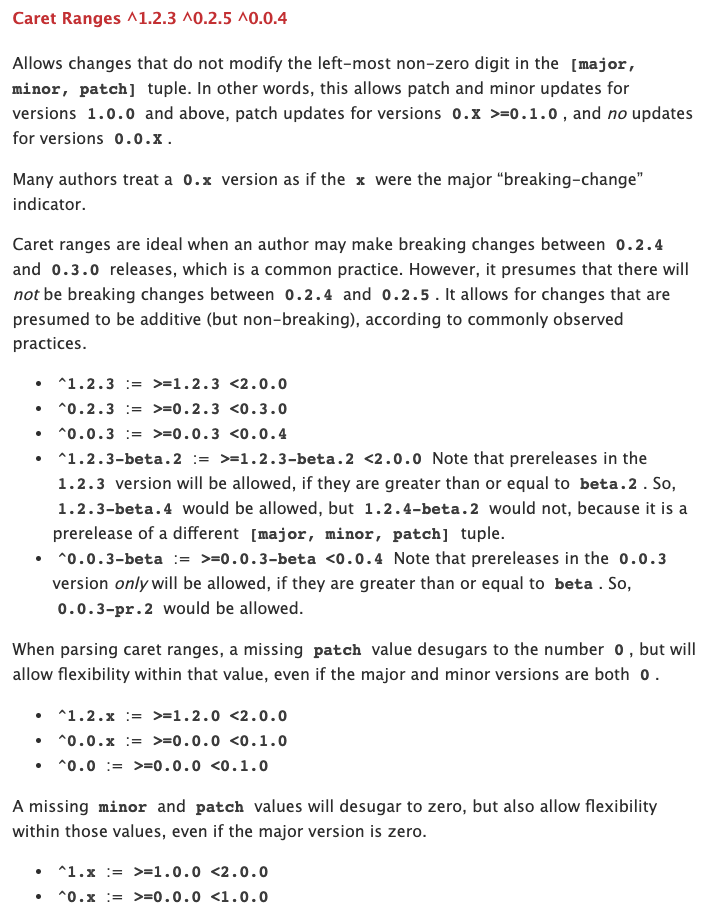 Caret Ranges ^1.2.3 ^0.2.5 ^0.0.4
Allows changes that do not modify the left-most non-zero digit in the [major,
minor, patch] tuple. In other words, this allows patch and minor updates for
versions 1.0.0 and above, patch updates for versions 0.X >=0.1.0, and no updates
for versions 0.0.X.
Many authors treat a 0.x version as if the x were the major “breaking-change”
indicator.
Caret ranges are ideal when an author may make breaking changes between 0.2.4
and 0.3.0 releases, which is a common practice. However, it presumes that there will
not be breaking changes between 0.2.4 and 0.2.5. It allows for changes that are
presumed to be additive (but non-breaking), according to commonly observed
practices.
• ^1.2.3 := >=1.2.3 <2.0.0
• ^0.2.3 := >=0.2.3 <0.3.0
• ^0.0.3 := >=0.0.3 <0.0.4
• ^1.2.3-beta.2 := >=1.2.3-beta.2 <2.0.0 Note that prereleases in the
1.2.3 version will be allowed, if they are greater than or equal to beta.2. So,
1.2.3-beta.4 would be allowed, but 1.2.4-beta.2 would not, because it is a
prerelease of a different [major, minor, patch] tuple.
• ^0.0.3-beta := >=0.0.3-beta <0.0.4 Note that prereleases in the 0.0.3
version only will be allowed, if they are greater than or equal to beta. So,
0.0.3-pr.2 would be allowed.
When parsing caret ranges, a missing patch value desugars to the number 0, but will
allow flexibility within that value, even if the major and minor versions are both 0.
• ^1.2.x := >=1.2.0 <2.0.0
• ^0.0.x := >=0.0.0 <0.1.0
• ^0.0 := >=0.0.0 <0.1.0
A missing minor and patch values will desugar to zero, but also allow flexibility
within those values, even if the major version is zero.
• ^1.x := >=1.0.0 <2.0.0
• ^0.x := >=0.0.0 <1.0.0